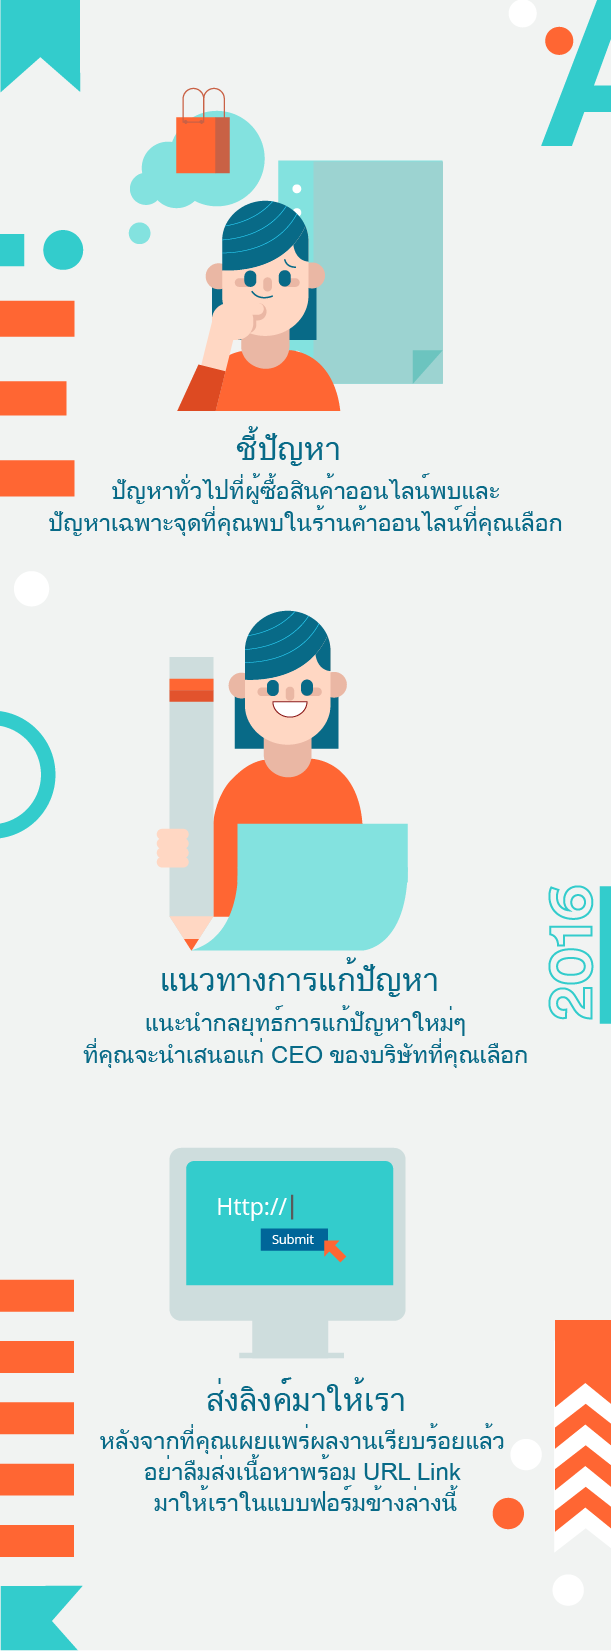 A
ชี้ปัญหา
ปัญหาทั่วไปที่ผู้ซื้อสินค้าออนไลน์พบและ
ปัญหาเฉพาะจุดที่คุณพบในร้านค้าออนไลน์ที่คุณเลือก
2016
แนวทางการแก้ปัญหา
แนะนำกลยุทธ์การแก้ปัญหาใหม่ๆ
ที่คุณจะนำเสนอแก่ CEO ของบริษัทที่คุณเลือก
Http://
Submit
ส่งลิงค์มาให้เรา
หลังจากที่คุณเผยแพร่ผลงานเรียบร้อยแล้ว
อย่าลืมส่งเนื้อหาพร้อม URL Link
มาให้เราในแบบฟอร์มข้างล่างนี้